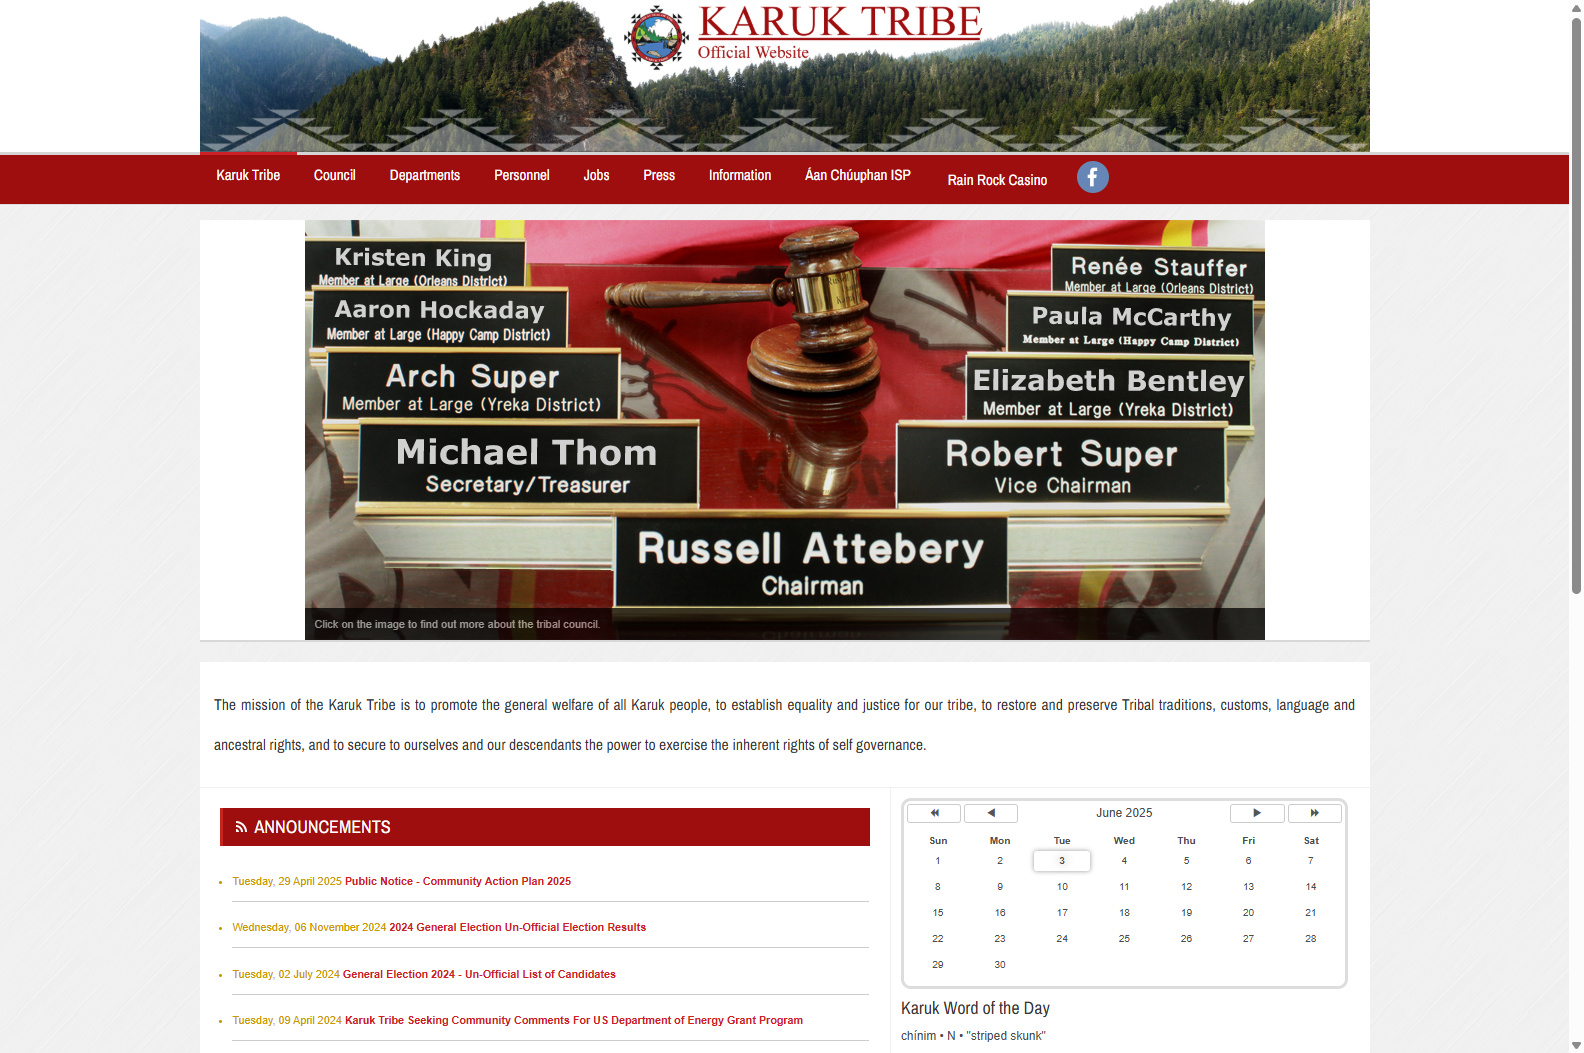 KARUK TRIBE
Official Website
Karuk Tribe
Council
Departments
Personnel
Jobs
Press
Information
Áan Chúuphan ISP
Rain Rock Casino
Kristen King
Member at Large (Orleans District)
Aaron Hockaday
Member at Large (Happy Camp District)
Arch Super
Member at Large (Yreka District)
Michael Thom
Secretary/Treasurer
Renée Stauffer
Member at Large (Orleans District)
Paula McCarthy
Member at Large (Happy Camp District)
Elizabeth Bentley
Member at Large (Yreka District)
Robert Super
Vice Chairman
Russell Attebery
Chairman
Click on the image to find out more about the tribal council.
The mission of the Karuk Tribe is to promote the general welfare of all Karuk people, to establish equality and justice for our tribe, to restore and preserve Tribal traditions, customs, language and
ancestral rights, and to secure to ourselves and our descendants the power to exercise the inherent rights of self governance.
ANNOUNCEMENTS
Tuesday, 29 April 2025 Public Notice - Community Action Plan 2025
Wednesday, 06 November 2024 2024 General Election Un-Official Election Results
Tuesday, 02 July 2024 General Election 2024 - Un-Official List of Candidates
Tuesday, 09 April 2024 Karuk Tribe Seeking Community Comments For US Department of Energy Grant Program
June 2025
Sun Mon Tue Wed Thu Fri Sat
1 2 3 4 5 6 7
8 9 10 11 12 13 14
15 16 17 18 19 20 21
22 23 24 25 26 27 28
29 30
Karuk Word of the Day
chínim • N • "striped skunk"